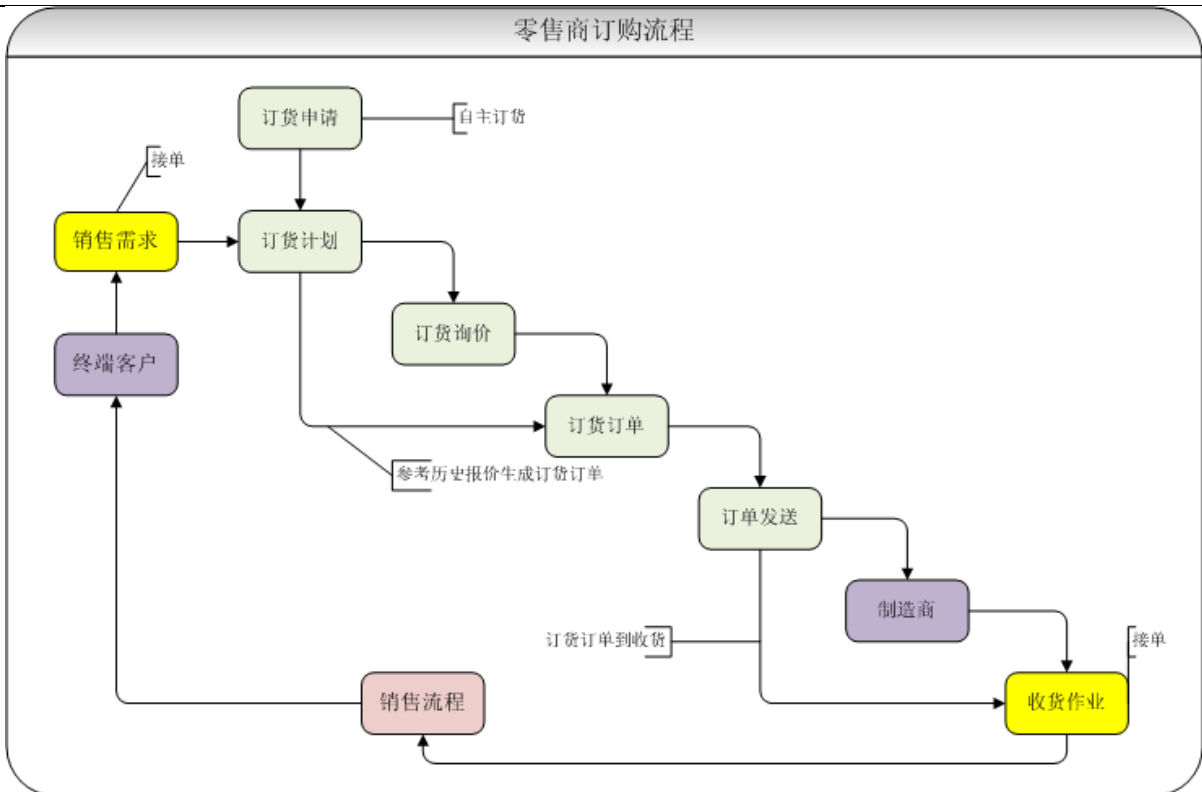 零售商订购流程
订货申请
自主订货
接单
销售需求
订货计划
订货询价
终端客户
订货订单
参考历史报价生成订货订单
订单发送
制造商
订货订单到收货
接单
销售流程
收货作业